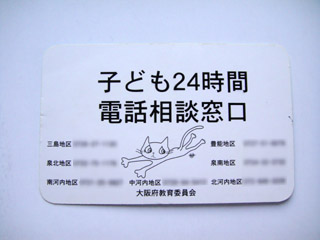 子ども24時間
電話相談窓口
三島地区
豊能地区
泉北地区
泉南地区
南河内地区
中河内地区
北河内地区
大阪府教育委員会